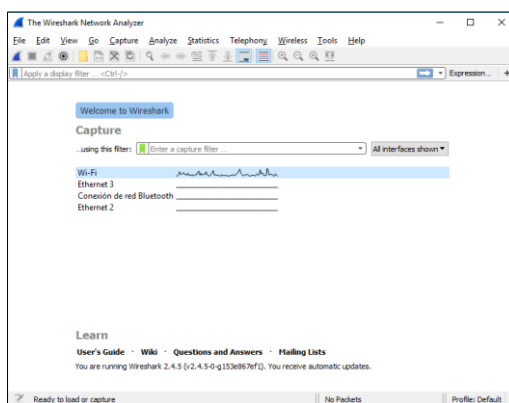 The Wireshark Network Analyzer
File Edit View Go Capture Analyze Statistics Telephony Wireless Tools Help
Apply a display filter ... <Ctrl-/> Expression... +
Welcome to Wireshark
Capture
...using this filter: Enter a capture filter ... All interfaces shown
Wi-Fi
Ethernet 3
Conexión de red Bluetooth
Ethernet 2
Learn
User's Guide · Wiki · Questions and Answers · Mailing Lists
You are running Wireshark 2.4.5 (v2.4.5-0-g153e867ef1). You receive automatic updates.
Ready to load or capture No Packets Profile: Default